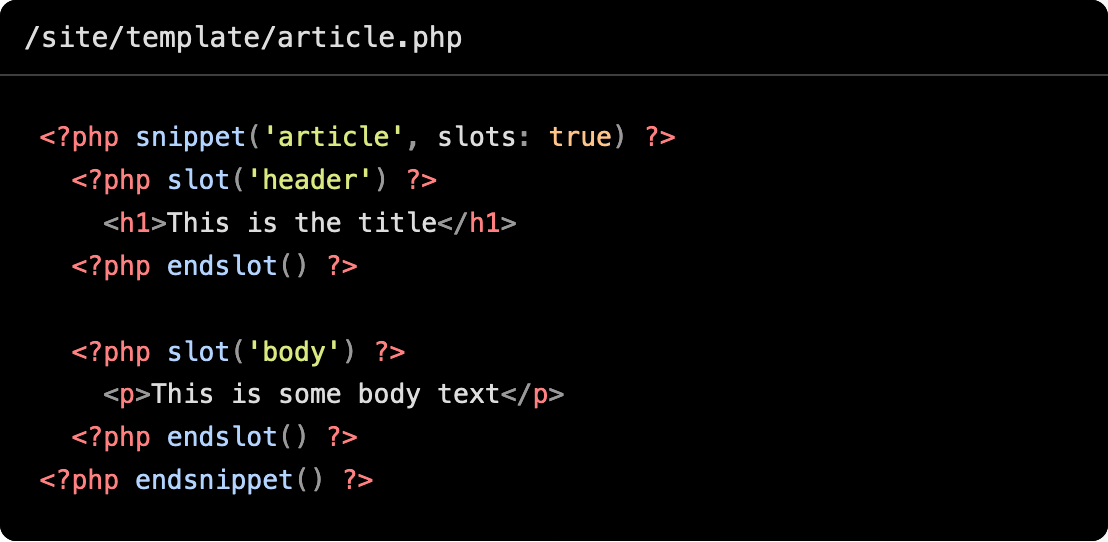 /site/template/article.php
<?php snippet('article', slots: true) ?>
<?php slot('header') ?>
<h1>This is the title</h1>
<?php endslot() ?>
<?php slot('body') ?>
<p>This is some body text</p>
<?php endslot() ?>
<?php endsnippet() ?>